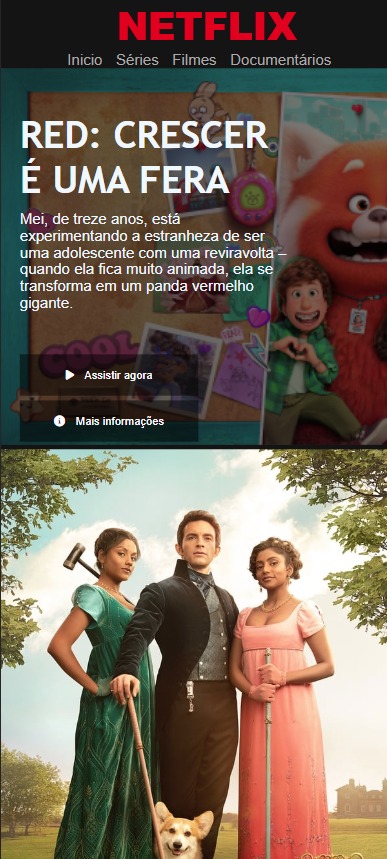 NETFLIX
Inicio Séries Filmes Documentários
RED: CRESCER
É UMA FERA
Mei, de treze anos, está
experimentando a estranheza de ser
uma adolescente com uma reviravolta –
quando ela fica muito animada, ela se
transforma em um panda vermelho
gigante.
COOL
Assistir agora
Mais informações